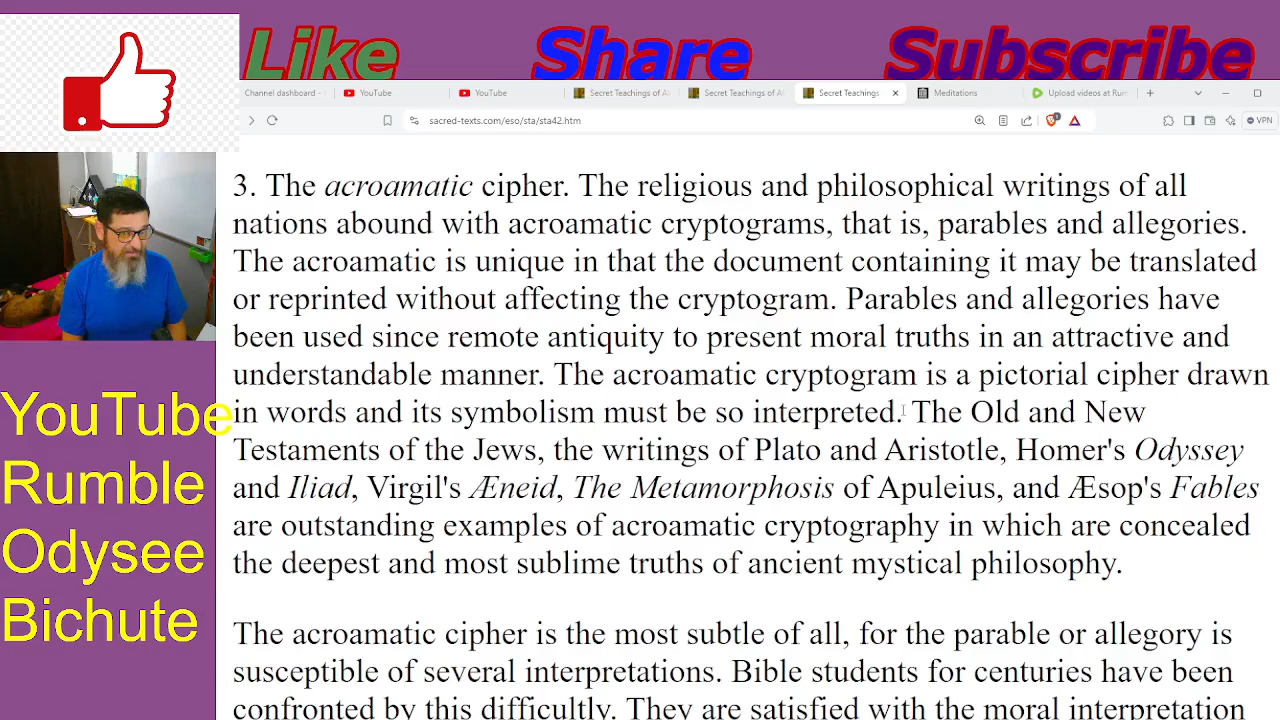 Like Share Subscribe
Channel dashboard - YouTube YouTube Secret Teachings of A Secret Teachings of A Secret Teachings Meditations Upload videos at Rum
sacred-texts.com/eso/sta/sta42.htm VPN
3. The acroamatic cipher. The religious and philosophical writings of all
nations abound with acroamatic cryptograms, that is, parables and allegories.
The acroamatic is unique in that the document containing it may be translated
or reprinted without affecting the cryptogram. Parables and allegories have
been used since remote antiquity to present moral truths in an attractive and
understandable manner. The acroamatic cryptogram is a pictorial cipher drawn
in words and its symbolism must be so interpreted. The Old and New
Testaments of the Jews, the writings of Plato and Aristotle, Homer's Odyssey
and Iliad, Virgil's Æneid, The Metamorphosis of Apuleius, and Æsop's Fables
are outstanding examples of acroamatic cryptography in which are concealed
the deepest and most sublime truths of ancient mystical philosophy.
The acroamatic cipher is the most subtle of all, for the parable or allegory is
susceptible of several interpretations. Bible students for centuries have been
confronted by this difficultly. They are satisfied with the moral interpretation
YouTube
Rumble
Odysee
Bichute